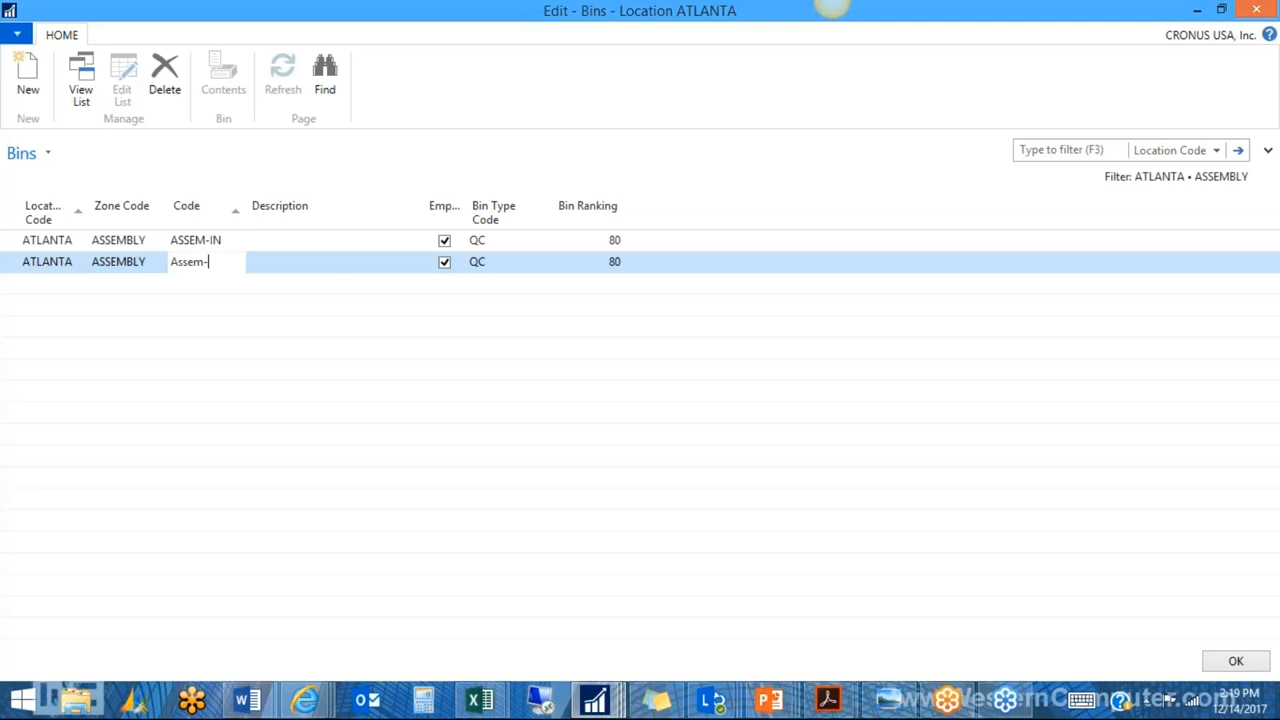 Edit - Bins - Location ATLANTA
HOME
CRONUS USA, Inc.
New
View List
Edit List
Delete
Contents
Refresh
Find
New
Manage
Bin
Page
Bins
Type to filter (F3)
Location Code
Filter: ATLANTA • ASSEMBLY
Locat... Code
Zone Code
Code
Description
Emp...
Bin Type Code
Bin Ranking
ATLANTA ASSEMBLY ASSEM-IN QC 80
ATLANTA ASSEMBLY Assem- QC 80
OK
www.WesternComputer.com
2:19 PM
12/14/2017